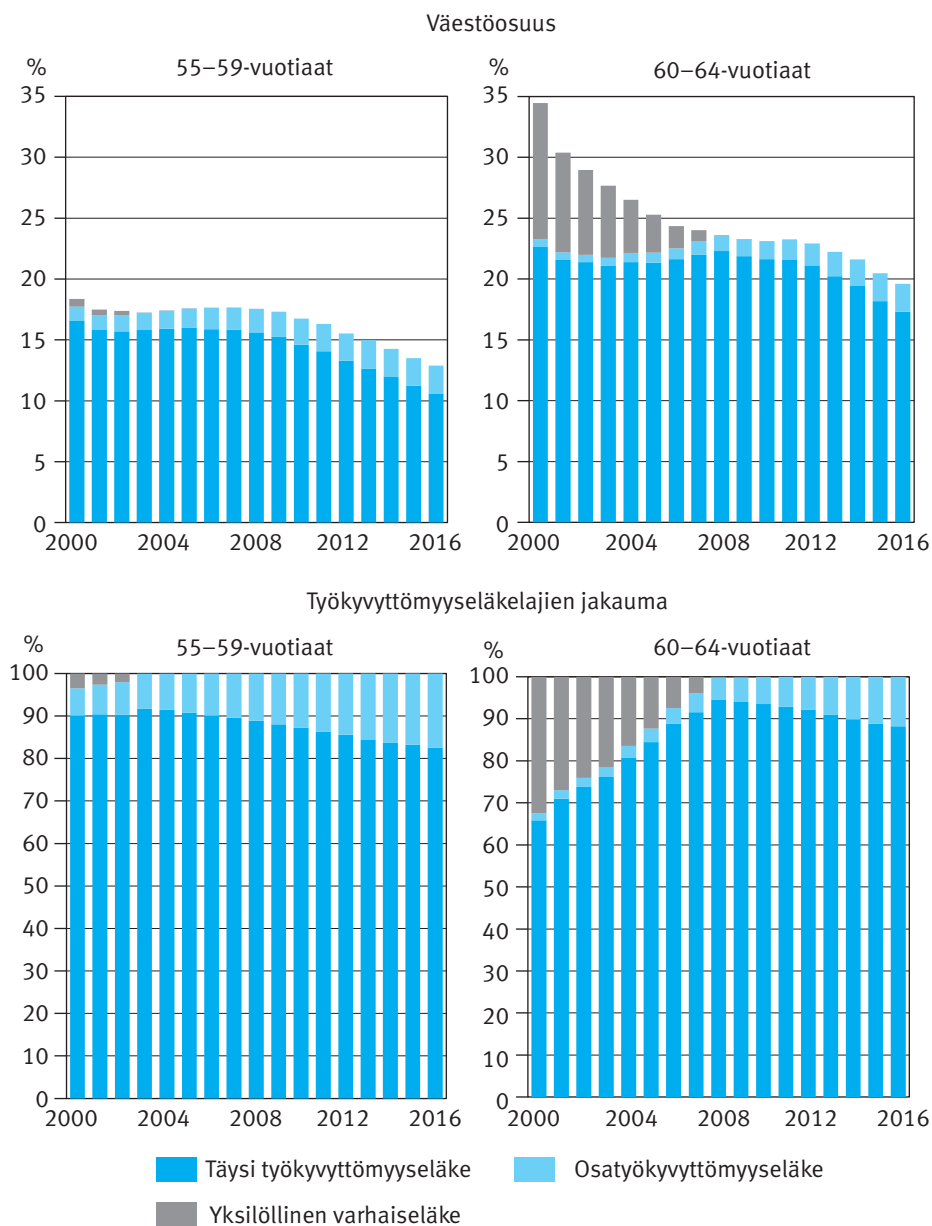 Väestöosuus
% 55–59-vuotiaat
35
30
25
20
15
10
5
0
2000 2004 2008 2012 2016
% 60–64-vuotiaat
35
30
25
20
15
10
5
0
2000 2004 2008 2012 2016
Työkyvyttömyyseläkelajien jakauma
% 55–59-vuotiaat
100
90
80
70
60
50
40
30
20
10
0
2000 2004 2008 2012 2016
% 60–64-vuotiaat
100
90
80
70
60
50
40
30
20
10
0
2000 2004 2008 2012 2016
Täysi työkyvyttömyyseläke
Osatyökyvyttömyyseläke
Yksilöllinen varhaiseläke